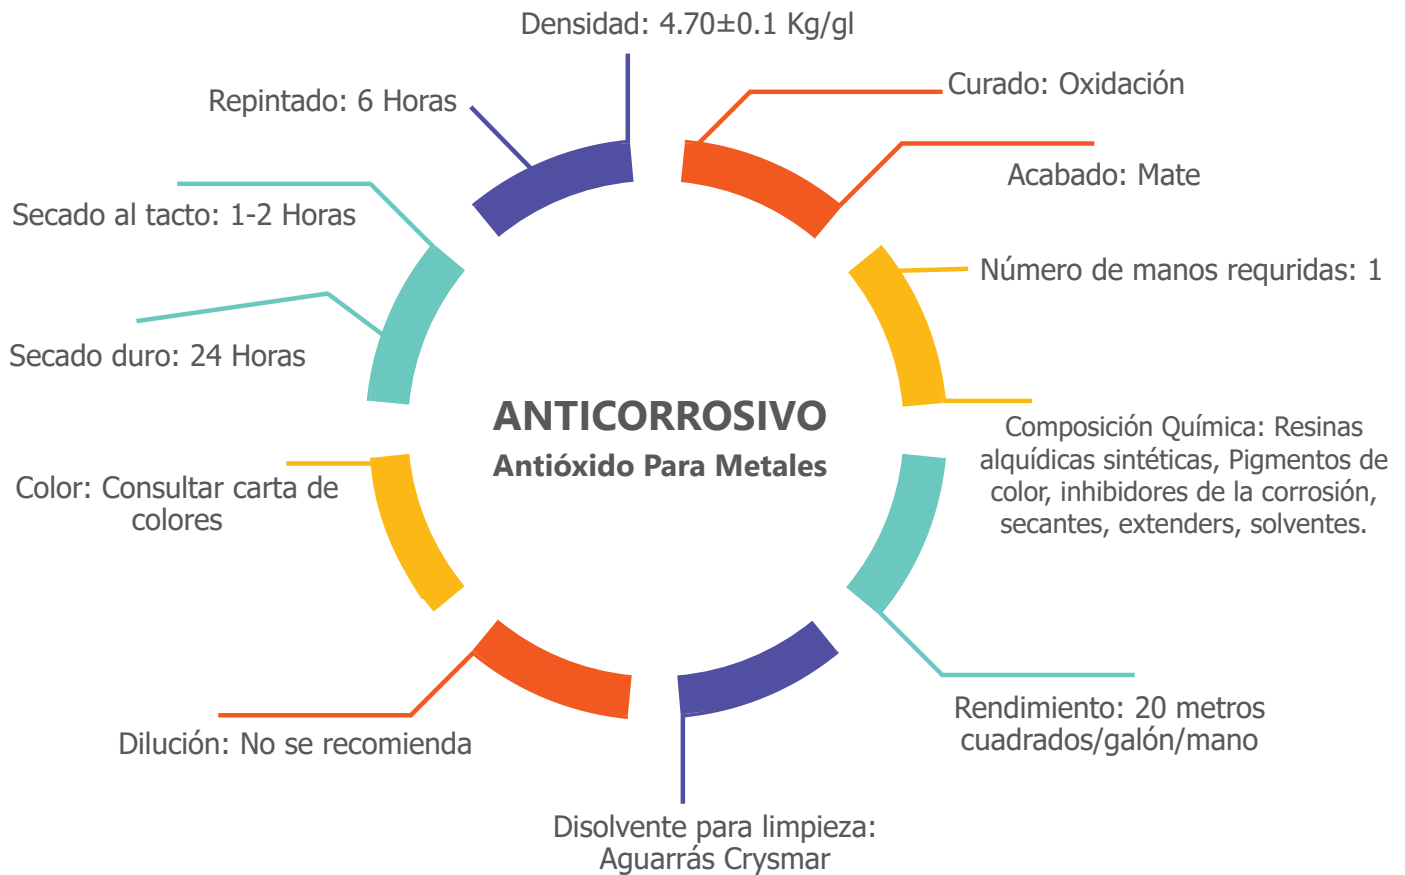 Densidad: 4.70±0.1 Kg/gl
Curado: Oxidación
Repintado: 6 Horas
Acabado: Mate
Secado al tacto: 1-2 Horas
Número de manos requridas: 1
Secado duro: 24 Horas
ANTICORROSIVO
Antióxido Para Metales
Composición Química: Resinas
alquídicas sintéticas, Pigmentos de
color, inhibidores de la corrosión,
secantes, extenders, solventes.
Color: Consultar carta de
colores
Rendimiento: 20 metros
cuadrados/galón/mano
Dilución: No se recomienda
Disolvente para limpieza:
Aguarrás Crysmar